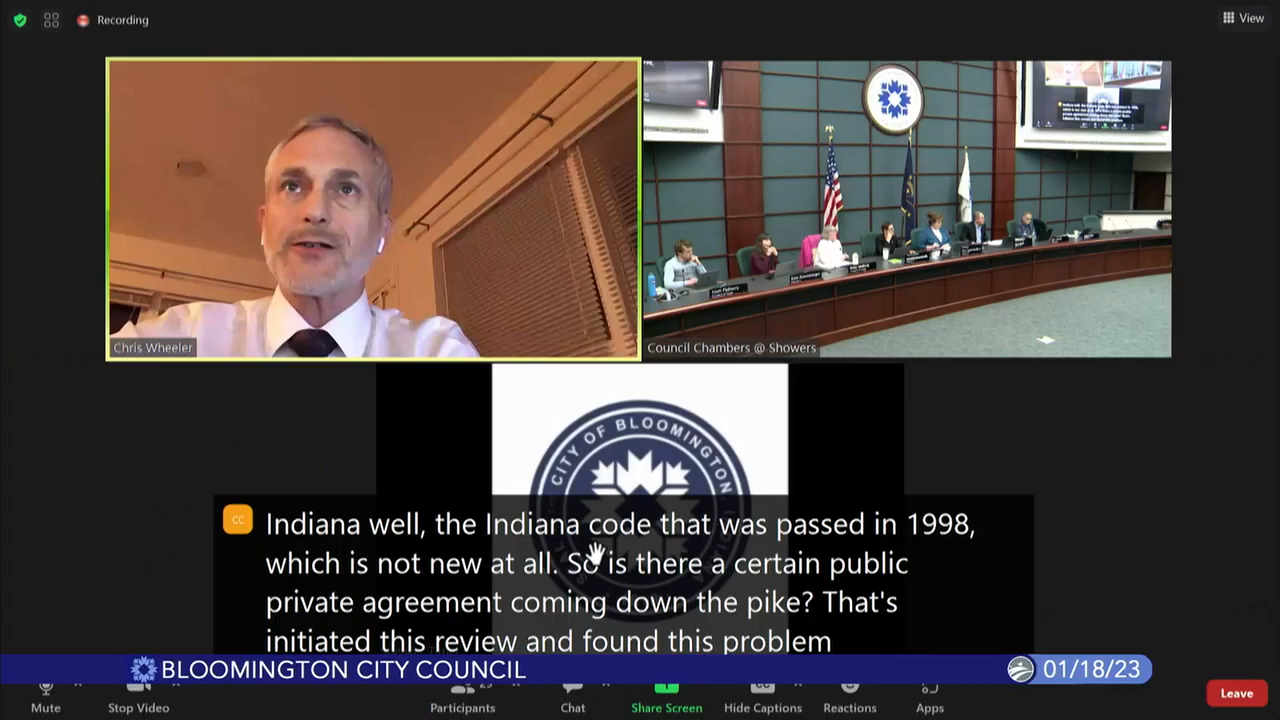 Recording
View
Chris Wheeler
Council Chambers @ Showers
CITY OF BLOOMINGTON
CC
Indiana well, the Indiana code that was passed in 1998,
which is not new at all. So is there a certain public
private agreement coming down the pike? That's
initiated this review and found this problem
BLOOMINGTON CITY COUNCIL
01/18/23
Mute
Stop Video
Participants
Chat
Share Screen
Hide Captions
Reactions
Apps
Leave